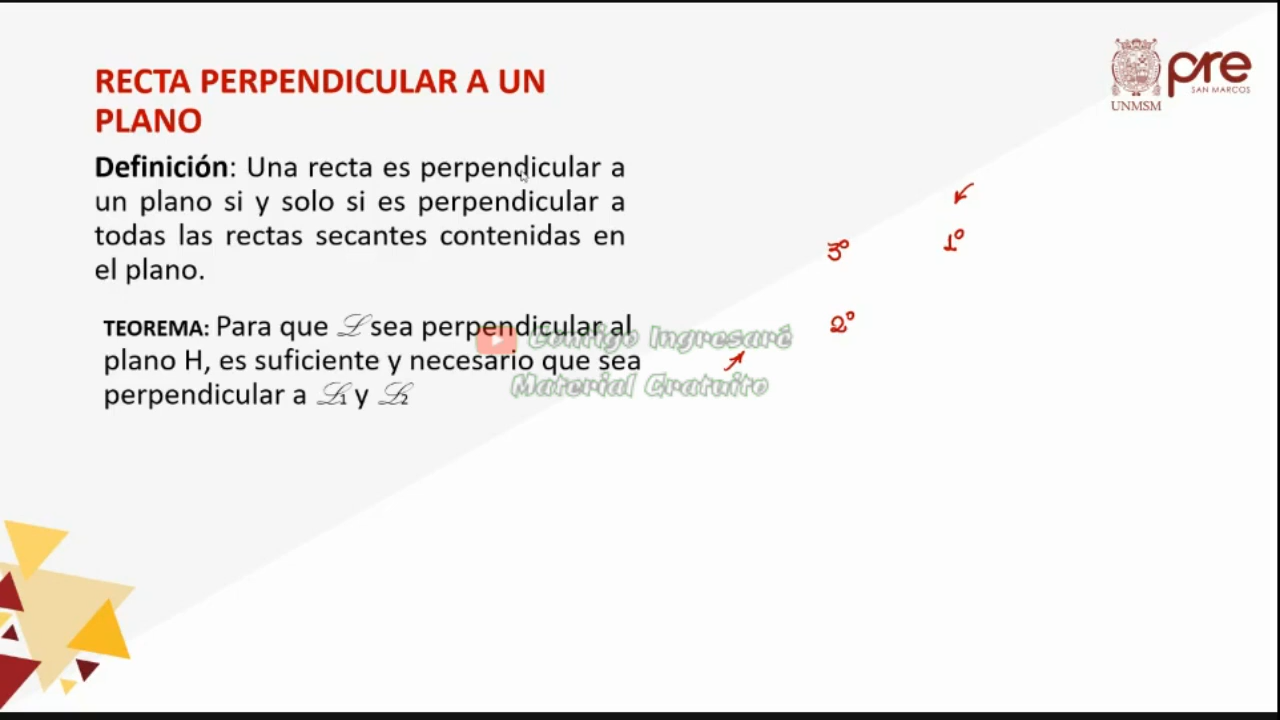 RECTA PERPENDICULAR A UN
PLANO
Definición: Una recta es perpendicular a
un plano si y solo si es perpendicular a
todas las rectas secantes contenidas en
el plano.
TEOREMA: Para que ℒ sea perpendicular al
plano H, es suficiente y necesario que sea
perpendicular a ℒ1 y ℒ2
UNMSM
pre
SAN MARCOS
1°
3°
2°
Contigo Ingresaré
Material Gratuito